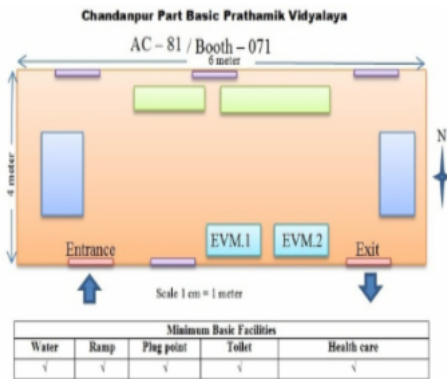 Chandanpur Part Basic Prathamik Vidyalaya
AC – 81 / Booth – 071
6 meter
4 meter
N
EVM.1 EVM.2
Entrance Exit
Scale 1 cm = 1 meter
Minimum Basic Facilities
Water Ramp Plug point Toilet Health care
√ √ √ √ √